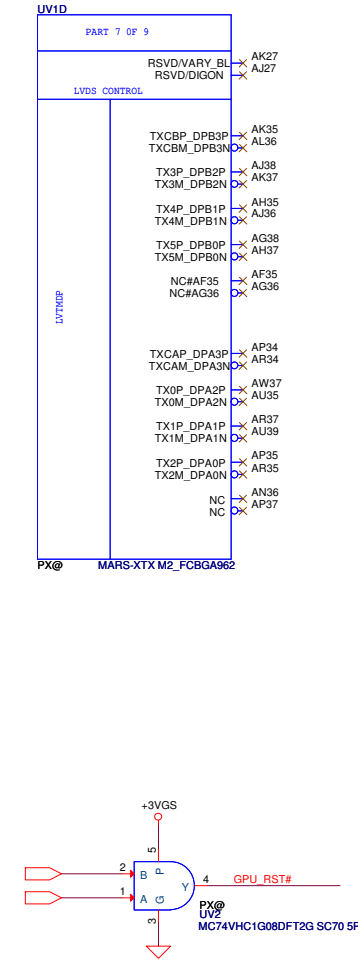 UV1D
PART 7 OF 9
RSVD/VARY_BL AK27
RSVD/DIGON AJ27
LVDS CONTROL
TXCBP_DPB3P AK35
TXCBM_DPB3N AL36
TX3P_DPB2P AJ38
TX3M_DPB2N AK37
TX4P_DPB1P AH35
TX4M_DPB1N AJ36
TX5P_DPB0P AG38
TX5M_DPB0N AH37
NC#AF35 AF35
NC#AG36 AG36
LVTMDP
TXCAP_DPA3P AP34
TXCAM_DPA3N AR34
TX0P_DPA2P AW37
TX0M_DPA2N AU35
TX1P_DPA1P AR37
TX1M_DPA1N AU39
TX2P_DPA0P AP35
TX2M_DPA0N AR35
NC AN36
NC AP37
PX@ MARS-XTX M2_FCBGA962
+3VGS
5
2 B P
4 GPU_RST#
Y
1 A G
3
PX@
UV2
MC74VHC1G08DFT2G SC70 5P